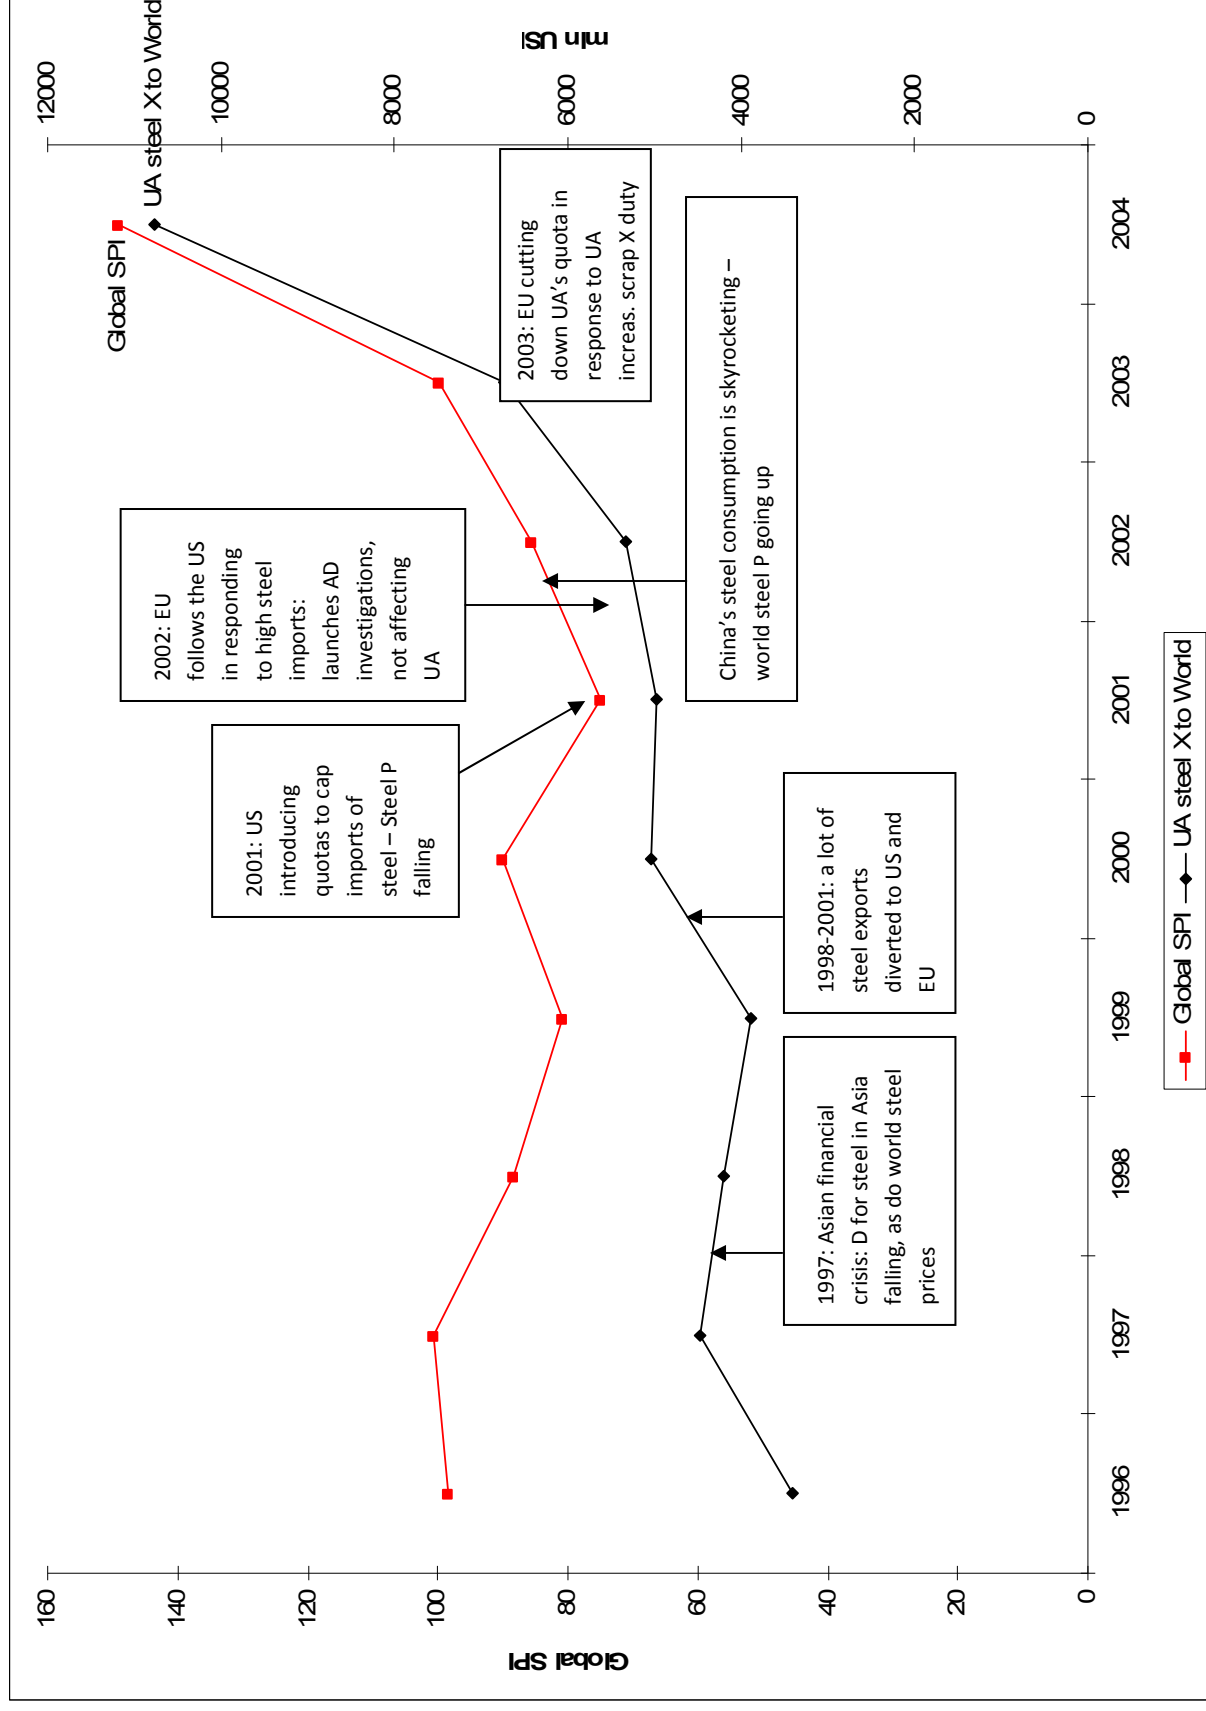 Global SPI
160
140
120
100
80
60
40
20
0
1997: Asian financial
crisis: D for steel in Asia
falling, as do world steel
prices
1998-2001: a lot of
steel exports
diverted to US and
EU
2001: US
introducing
quotas to cap
imports of
steel – Steel P
falling
2002: EU
follows the US
in responding
to high steel
imports:
launches AD
investigations,
not affecting
UA
China's steel consumption is skyrocketing –
world steel P going up
2003: EU cutting
down UA's quota in
response to UA
increas. scrap X duty
Global SPI
UA steel X to World
12000
10000
8000
6000
4000
2000
0
mln US
1996
1997
1998
1999
2000
2001
2002
2003
2004
Global SPI
UA steel X to World